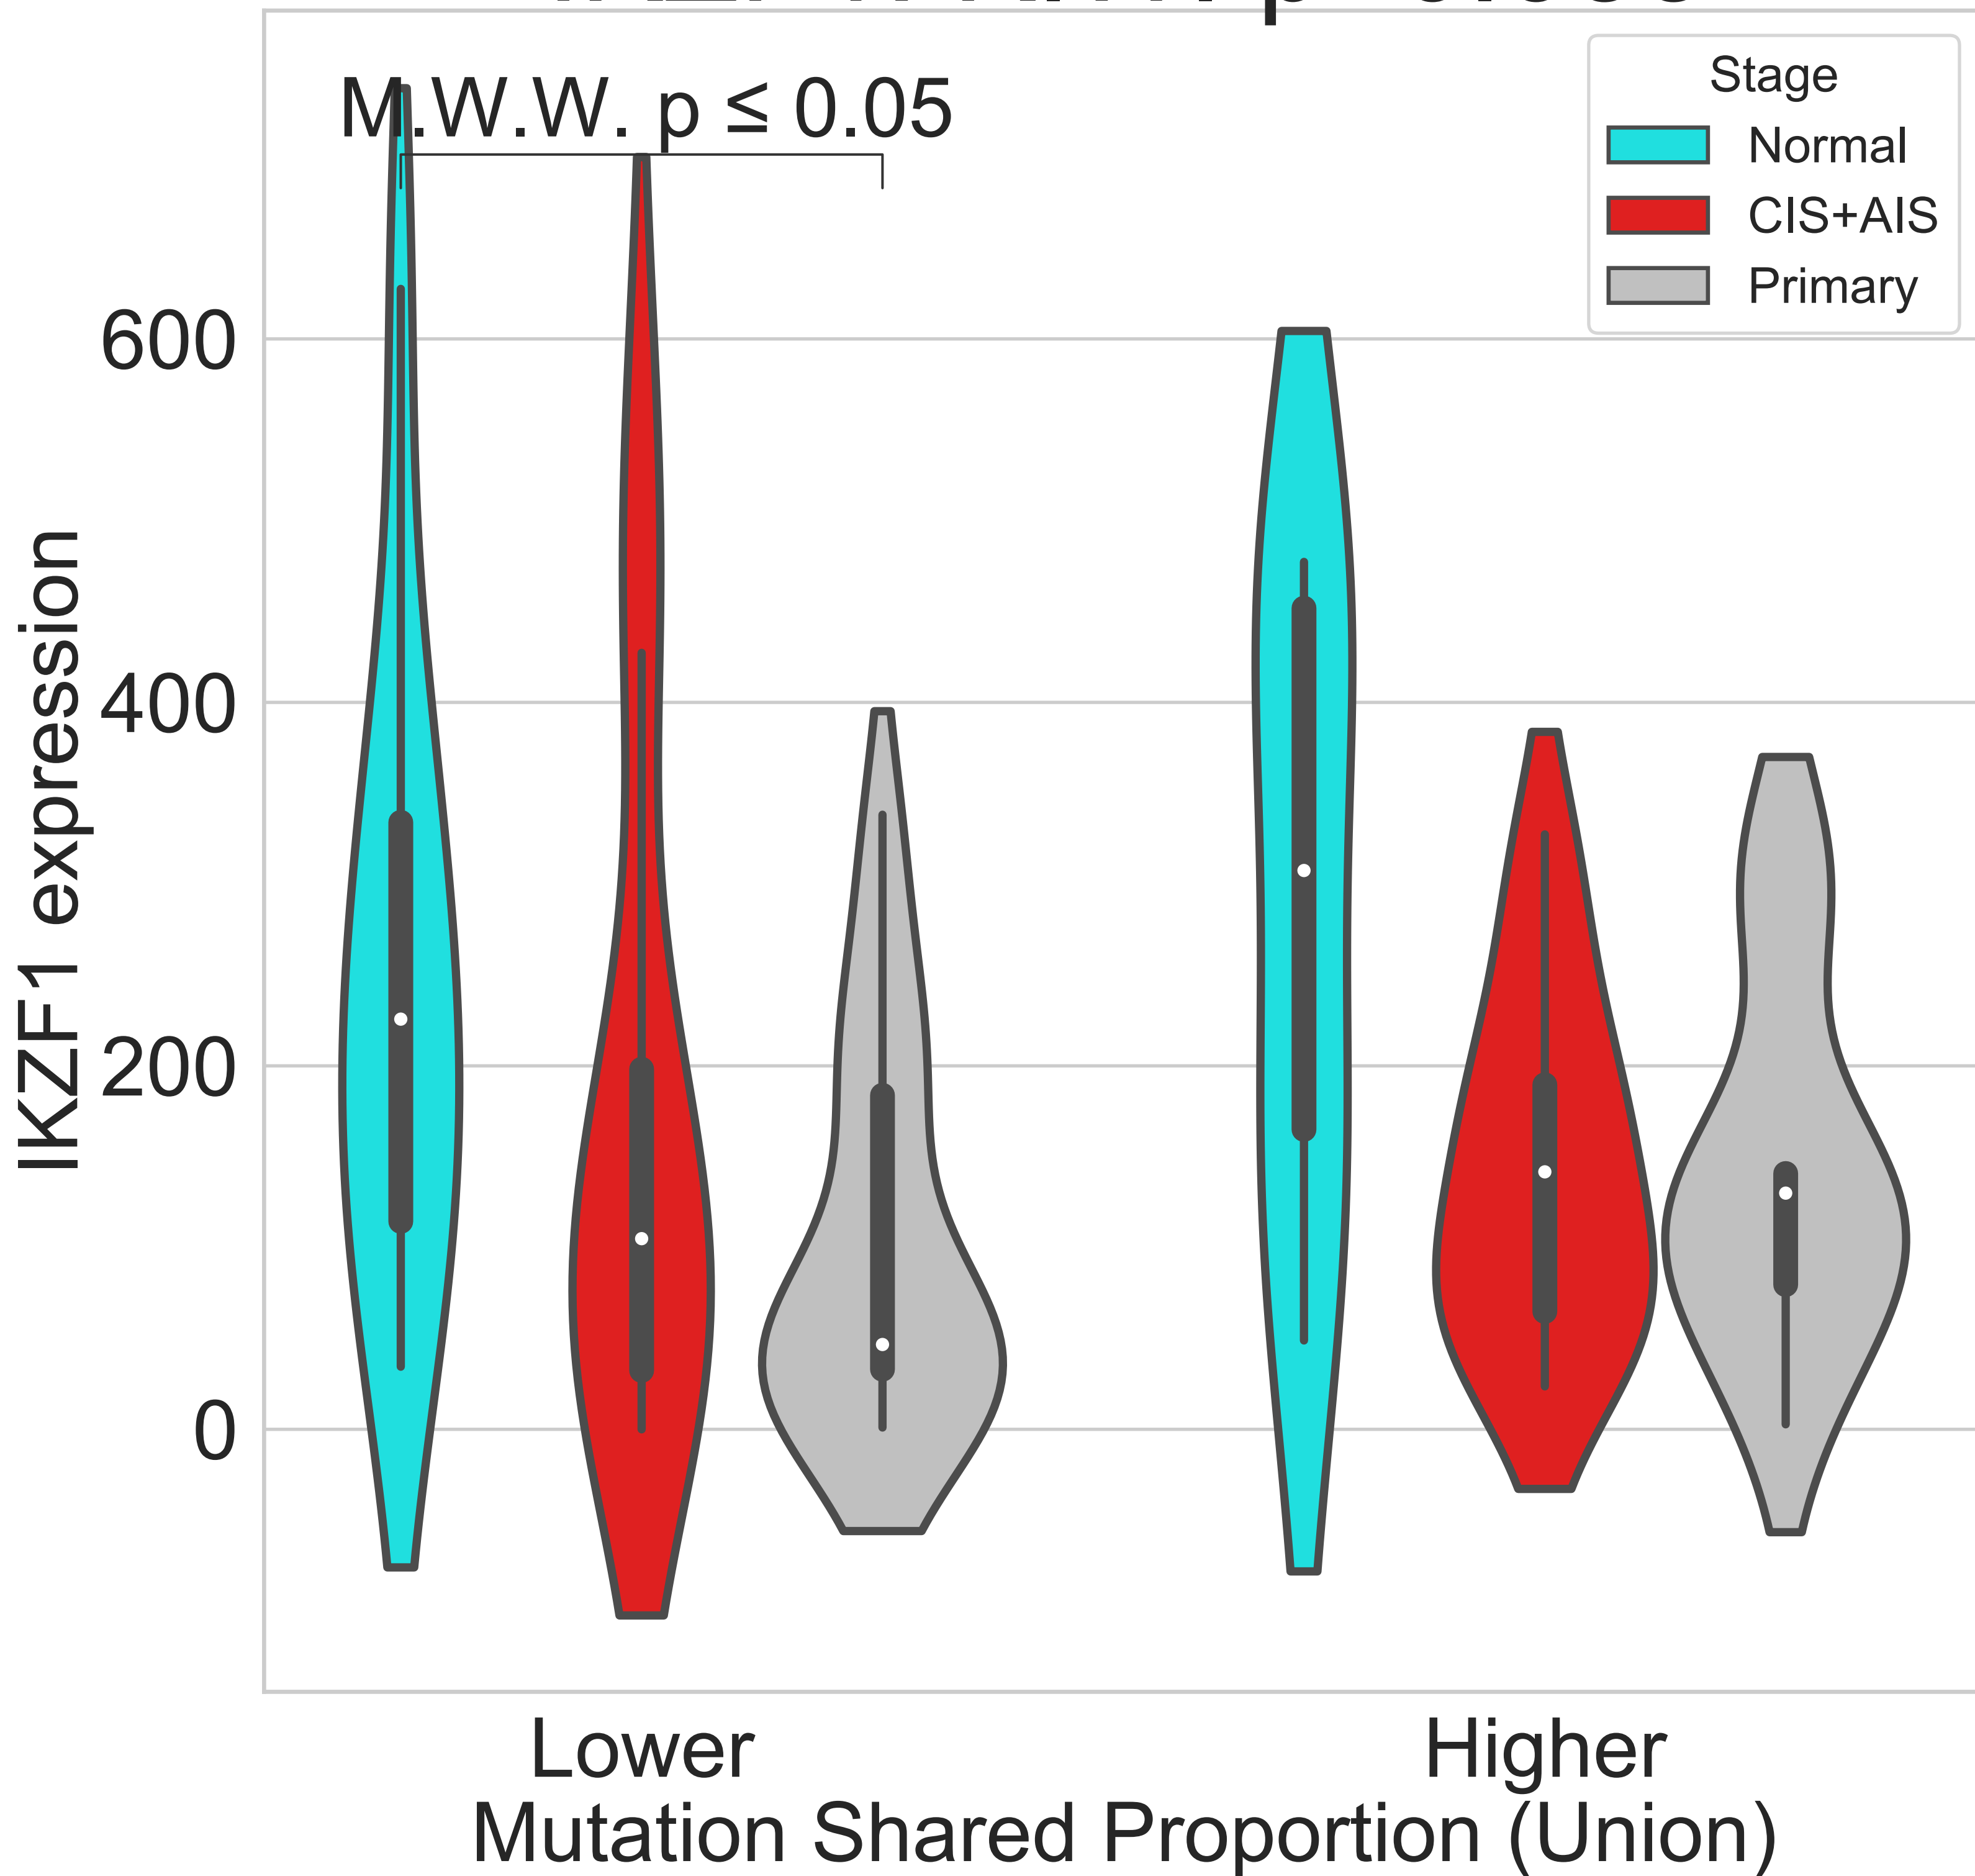 M.W.W. p ≤ 0.05
Stage
Normal
CIS+AIS
Primary
600
400
200
0
IKZF1 expression
Lower
Higher
Mutation Shared Proportion (Union)